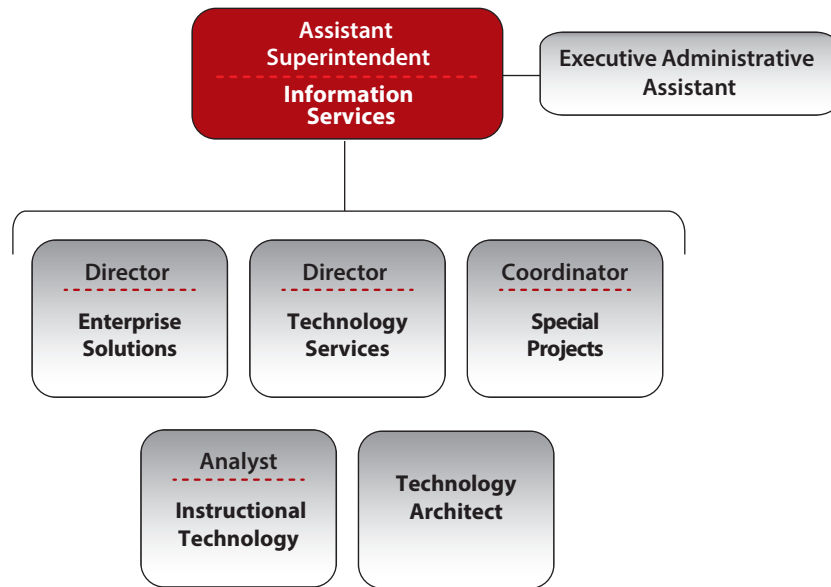 Assistant
Superintendent
Information
Services
Executive Administrative
Assistant
Director
Enterprise
Solutions
Director
Technology
Services
Coordinator
Special
Projects
Analyst
Instructional
Technology
Technology
Architect